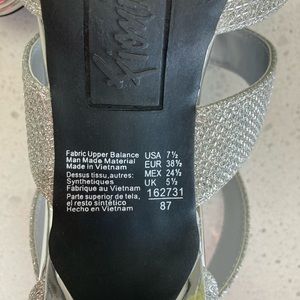 Fabric Upper Balance
Man Made Material
Made in Vietnam
Dessus tissu,autres:
Synthetiques
Fabrique au Vietnam
Parte superior de tela,
el resto sintético
Hecho en Vietnam
USA 7½
EUR 38½
MEX 24½
UK 5½
162731
87